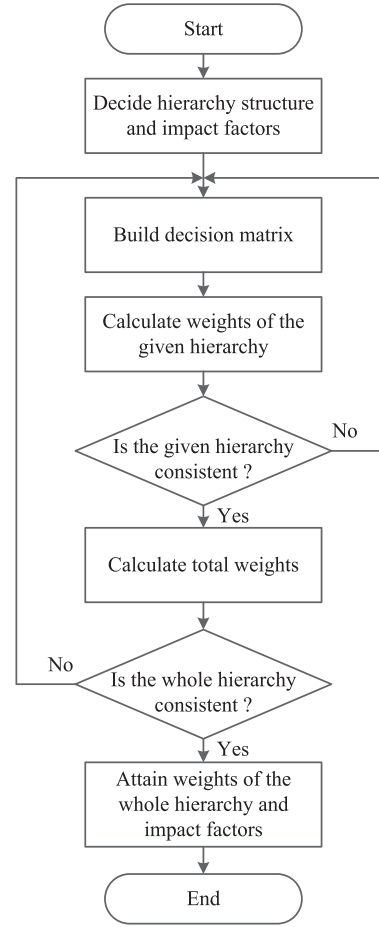 Start
Decide hierarchy structure
and impact factors
Build decision matrix
Calculate weights of the
given hierarchy
Is the given hierarchy
consistent ?
No
Yes
Calculate total weights
No
Is the whole hierarchy
consistent ?
Yes
Attain weights of the
whole hierarchy and
impact factors
End